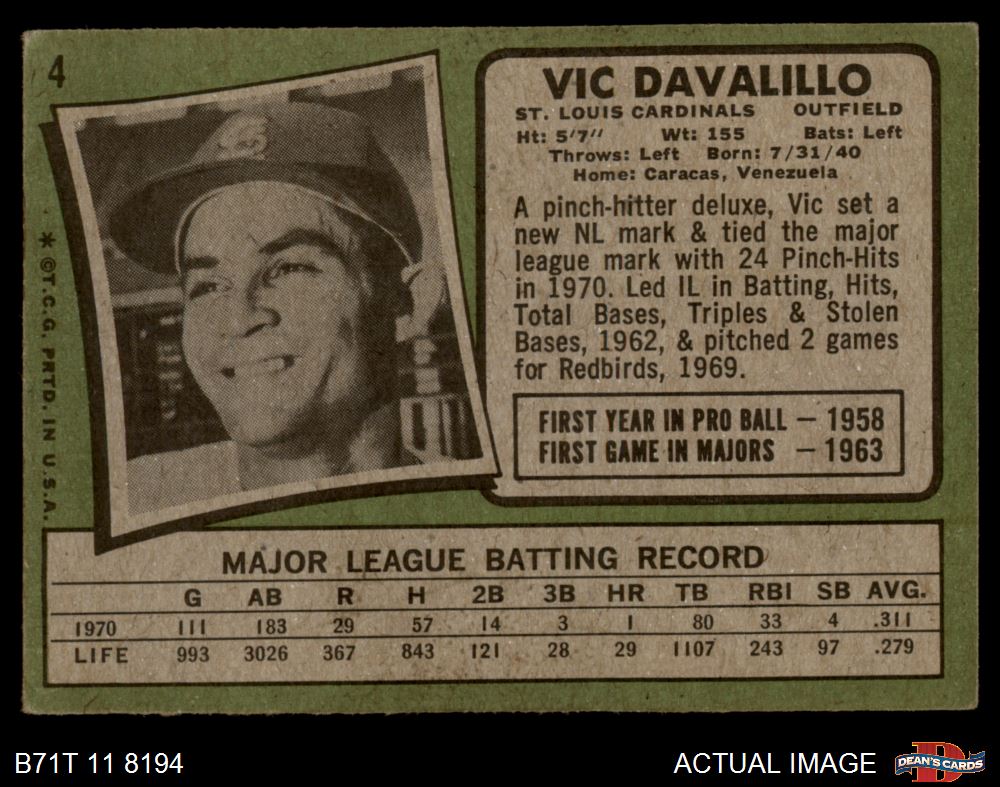 4
VIC DAVALILLO
ST. LOUIS CARDINALS OUTFIELD
Ht: 5'7" Wt: 155 Bats: Left
Throws: Left Born: 7/31/40
Home: Caracas, Venezuela
A pinch-hitter deluxe, Vic set a
new NL mark & tied the major
league mark with 24 Pinch-Hits
in 1970. Led IL in Batting, Hits,
Total Bases, Triples & Stolen
Bases, 1962, & pitched 2 games
for Redbirds, 1969.
FIRST YEAR IN PRO BALL — 1958
FIRST GAME IN MAJORS — 1963
* ©T.C.G. PRTD. IN U.S.A.
MAJOR LEAGUE BATTING RECORD
G AB R H 2B 3B HR TB RBI SB AVG.
1970 111 183 29 57 14 3 1 80 33 4 .311
LIFE 993 3026 367 843 121 28 29 1107 243 97 .279
B71T 11 8194
ACTUAL IMAGE
DEAN'S CARDS